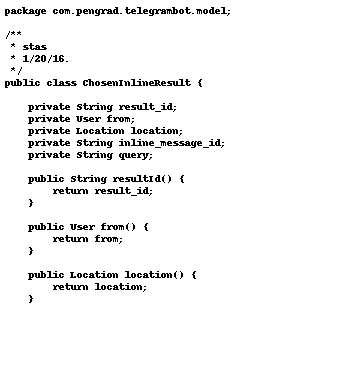 package com.pengrad.telegrambot.model;

/**
 * stas
 * 1/20/16.
 */
public class ChosenInlineResult {

    private String result_id;
    private User from;
    private Location location;
    private String inline_message_id;
    private String query;

    public String resultId() {
        return result_id;
    }

    public User from() {
        return from;
    }

    public Location location() {
        return location;
    }